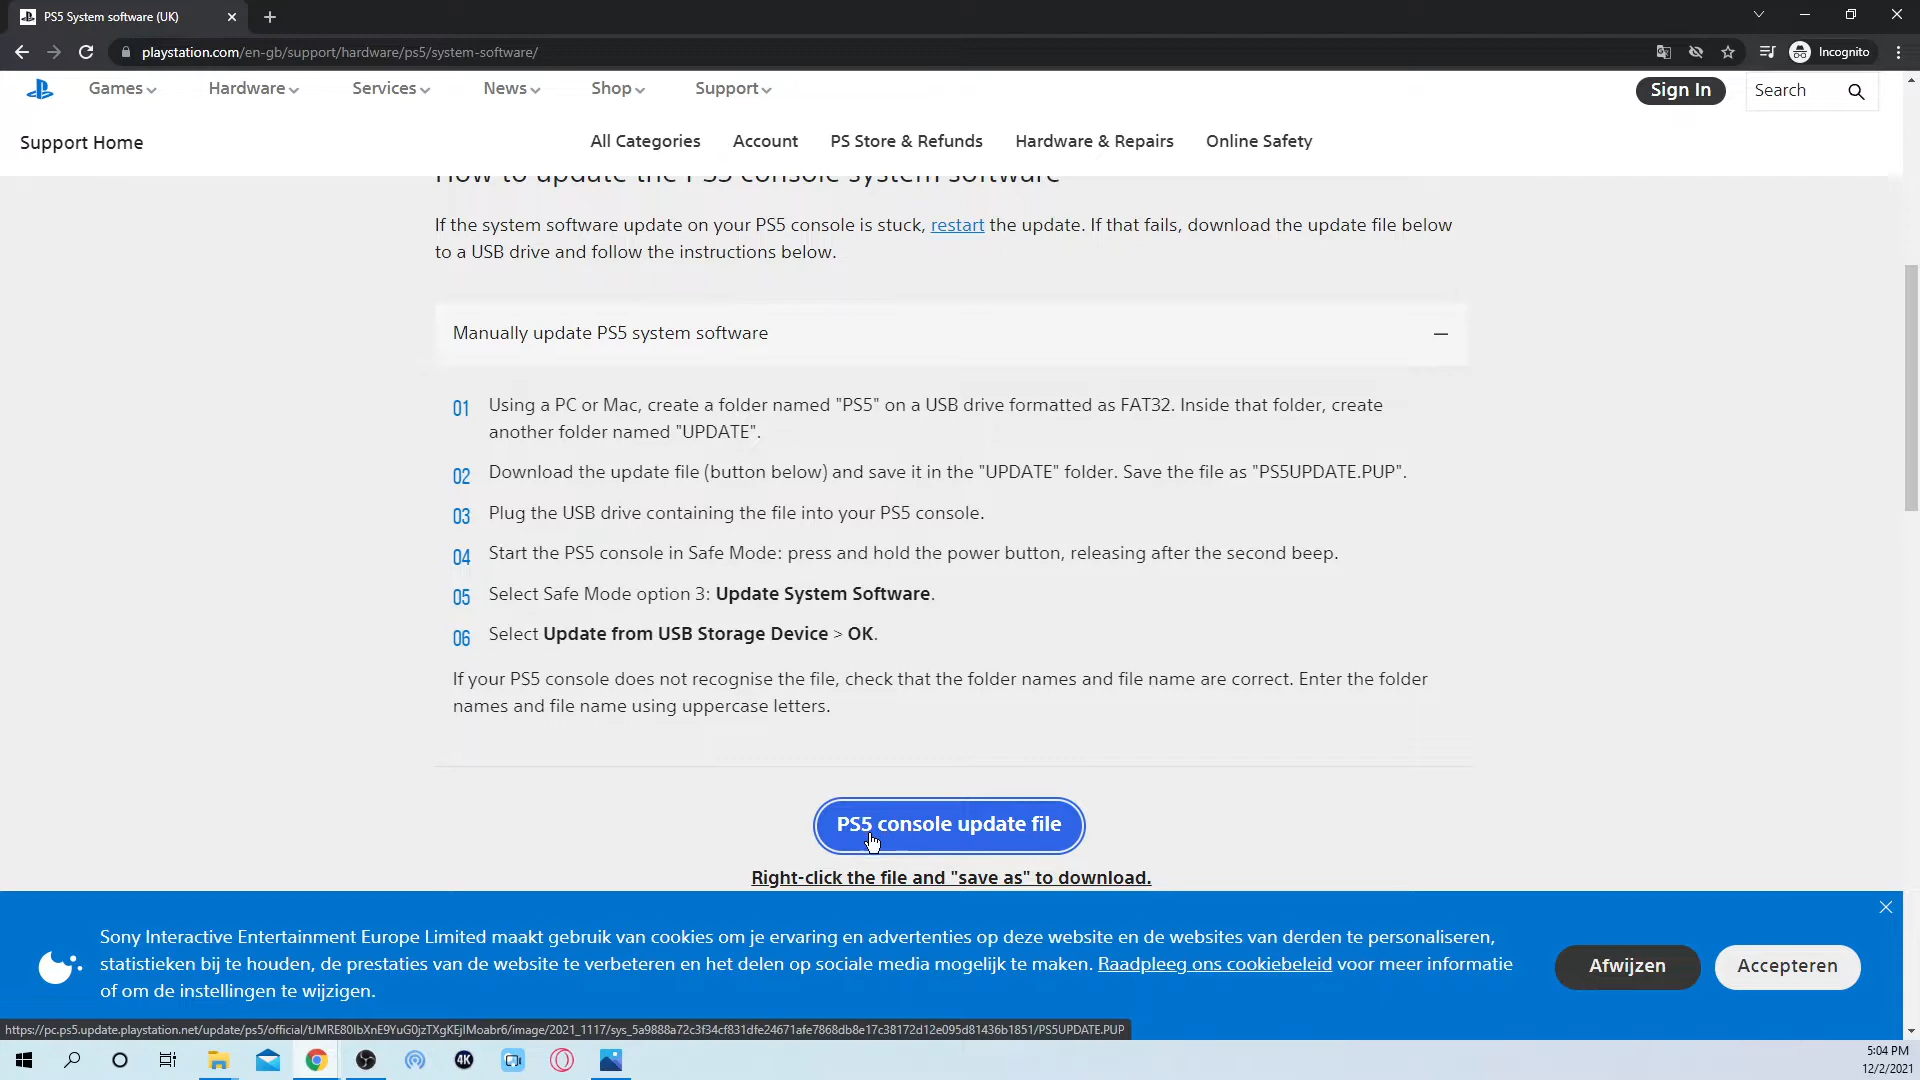 PS5 System software (UK)
playstation.com/en-gb/support/hardware/ps5/system-software/
Incognito
Games
Hardware
Services
News
Shop
Support
Sign In
Search
Support Home
All Categories
Account
PS Store & Refunds
Hardware & Repairs
Online Safety
How to update the PS5 console system software
If the system software update on your PS5 console is stuck, restart the update. If that fails, download the update file below
to a USB drive and follow the instructions below.
Manually update PS5 system software
01 Using a PC or Mac, create a folder named "PS5" on a USB drive formatted as FAT32. Inside that folder, create
another folder named "UPDATE".
02 Download the update file (button below) and save it in the "UPDATE" folder. Save the file as "PS5UPDATE.PUP".
03 Plug the USB drive containing the file into your PS5 console.
04 Start the PS5 console in Safe Mode: press and hold the power button, releasing after the second beep.
05 Select Safe Mode option 3: Update System Software.
06 Select Update from USB Storage Device > OK.
If your PS5 console does not recognise the file, check that the folder names and file name are correct. Enter the folder
names and file name using uppercase letters.
PS5 console update file
Right-click the file and "save as" to download.
Sony Interactive Entertainment Europe Limited maakt gebruik van cookies om je ervaring en advertenties op deze website en de websites van derden te personaliseren,
statistieken bij te houden, de prestaties van de website te verbeteren en het delen op sociale media mogelijk te maken. Raadpleeg ons cookiebeleid voor meer informatie
of om de instellingen te wijzigen.
Afwijzen
Accepteren
https://pc.ps5.update.playstation.net/update/ps5/official/tJMRE80IbXnE9YuG0jzTXgKEjIMoabr6/image/2021_1117/sys_5a9888a72c3f34cf831dfe24671afe7868db8e17c38172d12e095d81436b1851/PS5UPDATE.PUP
4K
5:04 PM
12/2/2021